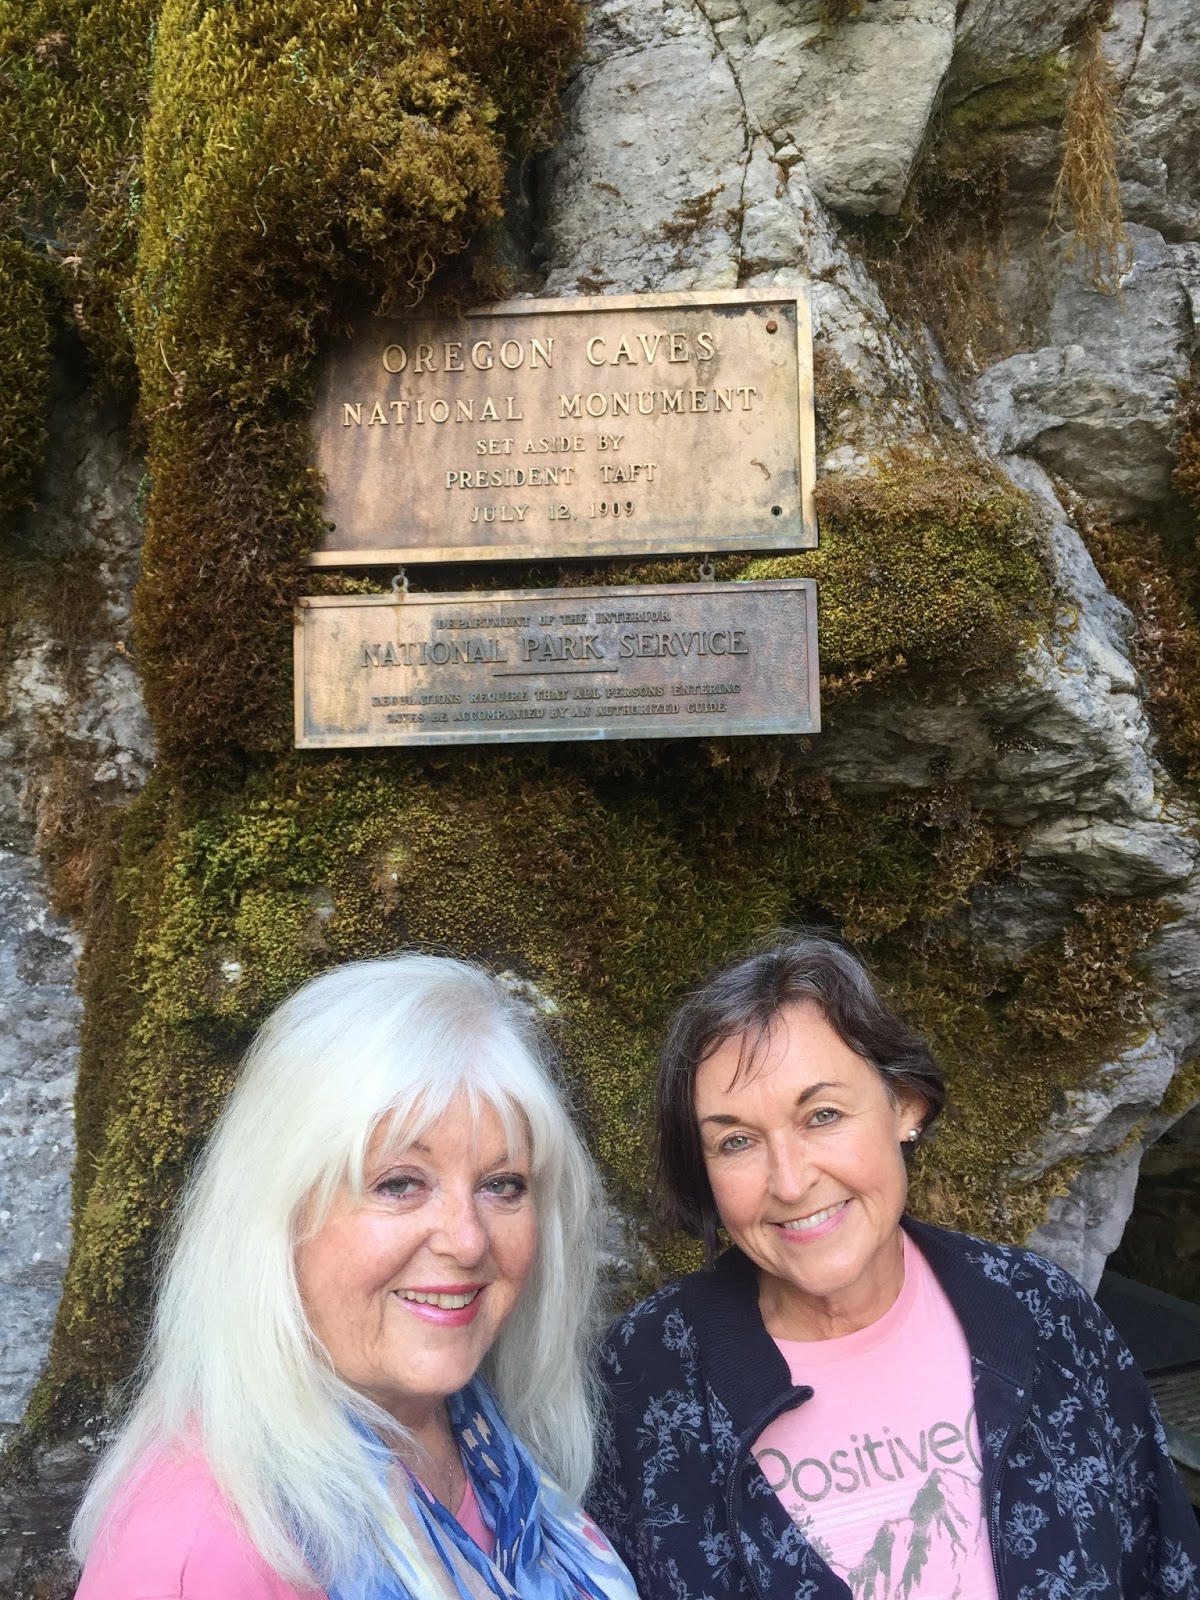 OREGON CAVES
NATIONAL MONUMENT
SET ASIDE BY
PRESIDENT TAFT
JULY 12, 1909
DEPARTMENT OF THE INTERIOR
NATIONAL PARK SERVICE
REGULATIONS REQUIRE THAT ALL PERSONS ENTERING
CAVES BE ACCOMPANIED BY AN AUTHORIZED GUIDE
Positive